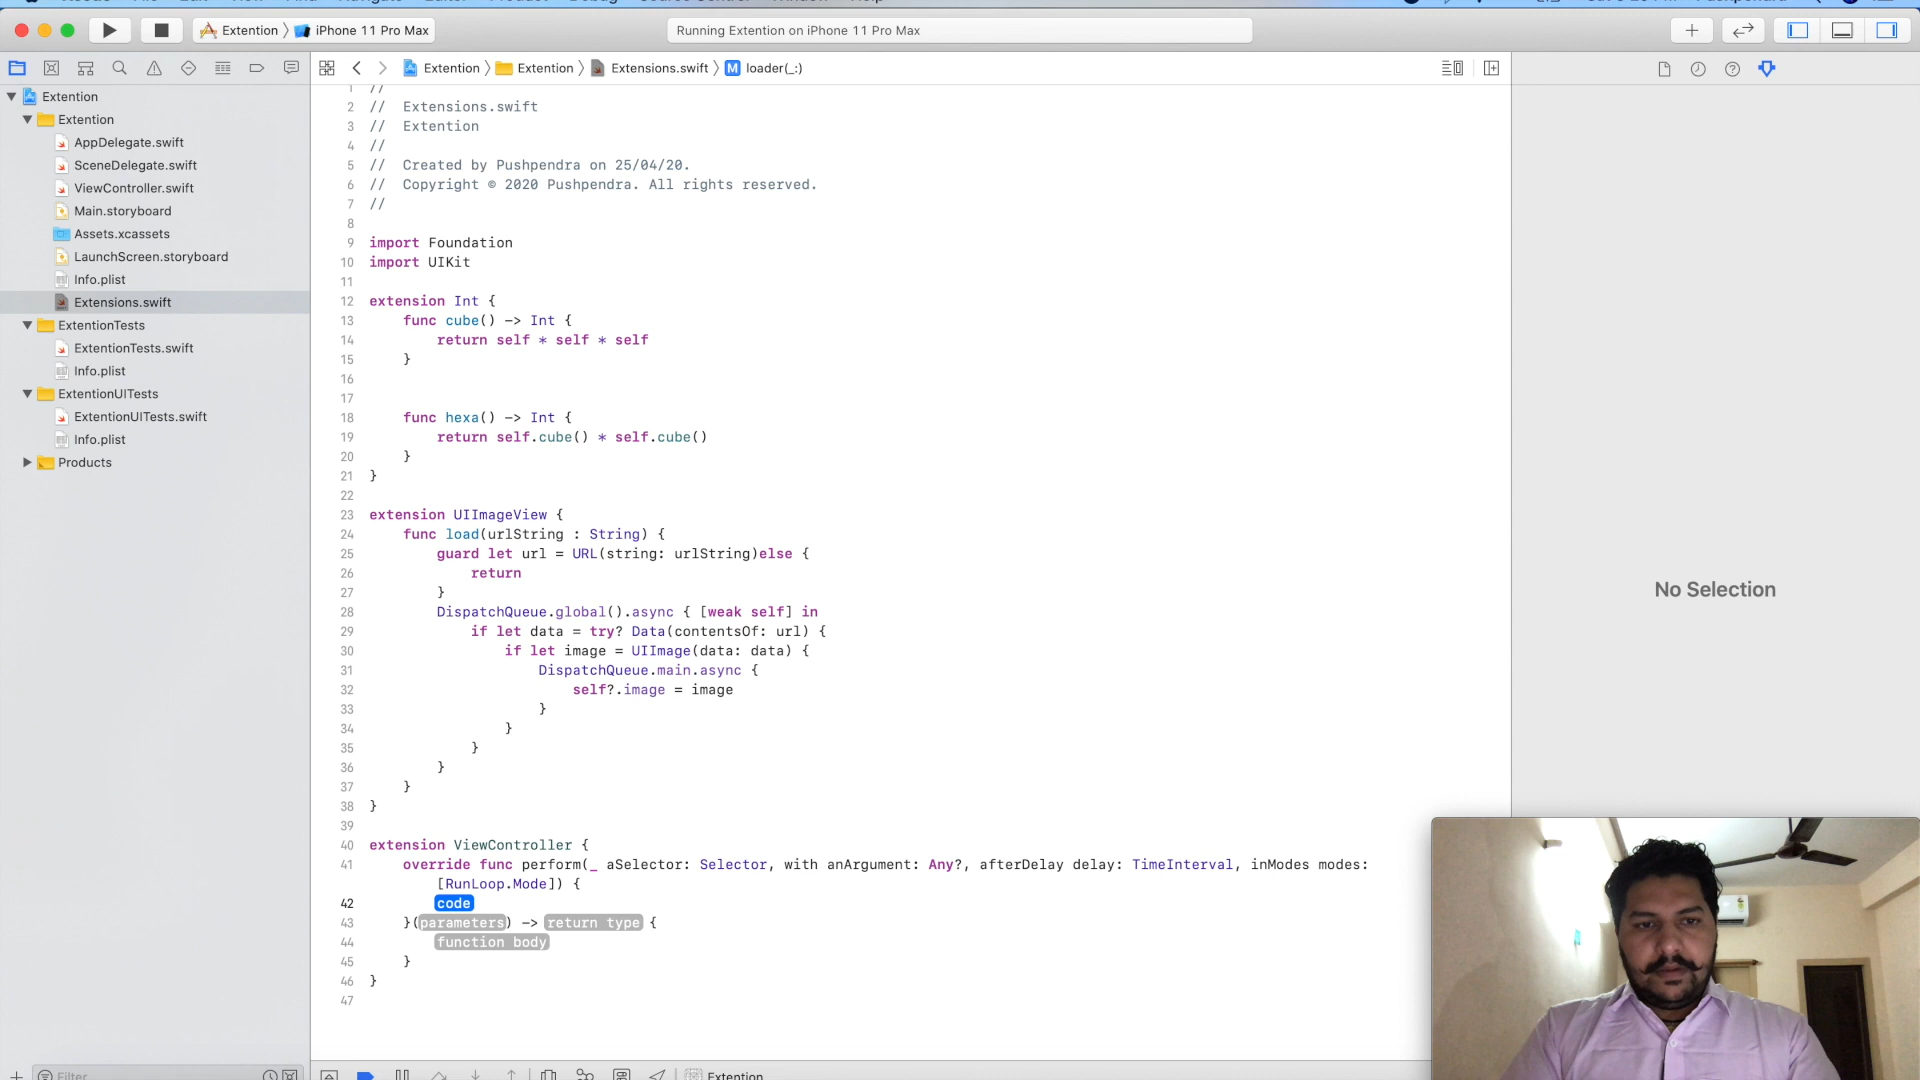 Extention 〉 iPhone 11 Pro Max
Running Extention on iPhone 11 Pro Max
Extention 〉 Extention 〉 Extensions.swift 〉 M loader(_:)
Extention
Extention
AppDelegate.swift
SceneDelegate.swift
ViewController.swift
Main.storyboard
Assets.xcassets
LaunchScreen.storyboard
Info.plist
Extensions.swift
ExtentionTests
ExtentionTests.swift
Info.plist
ExtentionUITests
ExtentionUITests.swift
Info.plist
Products
Filter
1 //
2 //  Extensions.swift
3 //  Extention
4 //
5 //  Created by Pushpendra on 25/04/20.
6 //  Copyright © 2020 Pushpendra. All rights reserved.
7 //
8
9 import Foundation
10 import UIKit
11
12 extension Int {
13     func cube() -> Int {
14         return self * self * self
15     }
16
17
18     func hexa() -> Int {
19         return self.cube() * self.cube()
20     }
21 }
22
23 extension UIImageView {
24     func load(urlString : String) {
25         guard let url = URL(string: urlString)else {
26             return
27         }
28         DispatchQueue.global().async { [weak self] in
29             if let data = try? Data(contentsOf: url) {
30                 if let image = UIImage(data: data) {
31                     DispatchQueue.main.async {
32                         self?.image = image
33                     }
34                 }
35             }
36         }
37     }
38 }
39
40 extension ViewController {
41     override func perform(_ aSelector: Selector, with anArgument: Any?, afterDelay delay: TimeInterval, inModes modes:
[RunLoop.Mode]) {
42         code
43     }(parameters) -> return type {
44         function body
45     }
46 }
47
No Selection
Extention